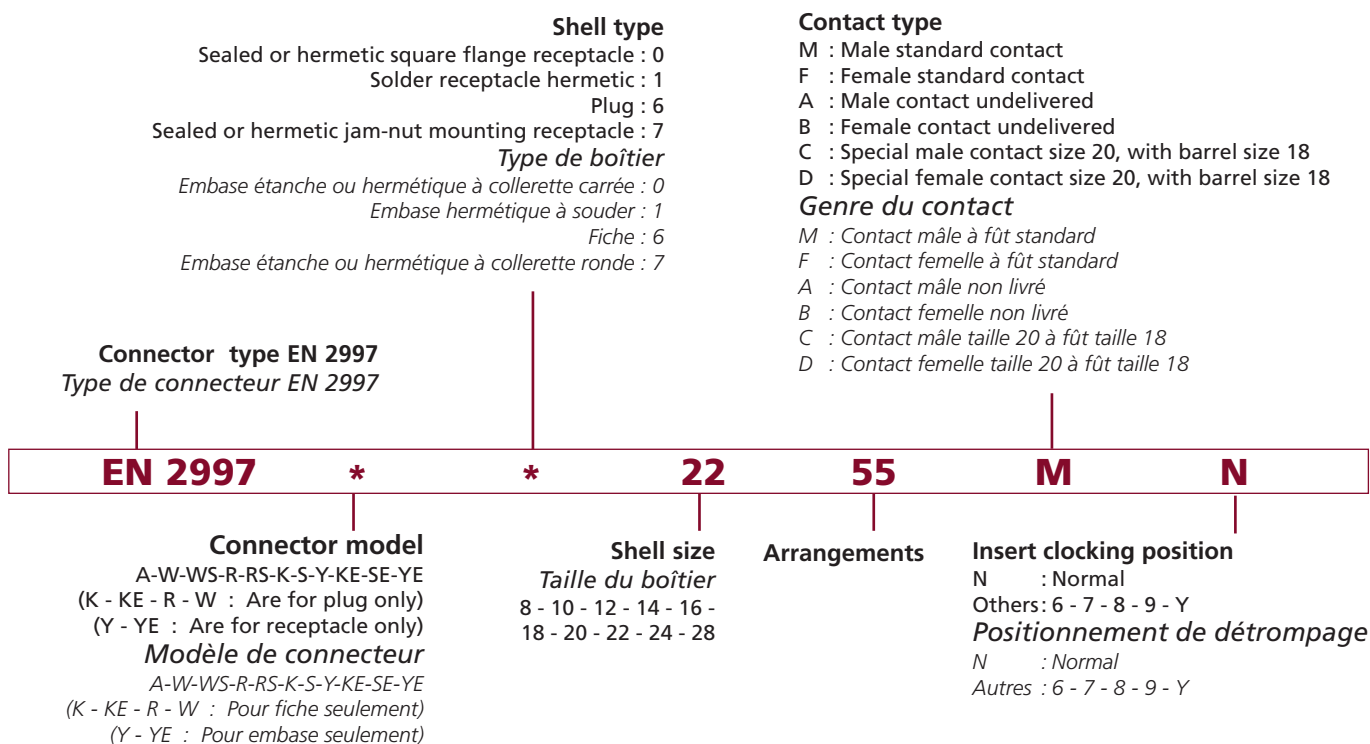 Shell type
Sealed or hermetic square flange receptacle : 0
Solder receptacle hermetic : 1
Plug : 6
Sealed or hermetic jam-nut mounting receptacle : 7
Type de boîtier
Embase étanche ou hermétique à collerette carrée : 0
Embase hermétique à souder : 1
Fiche : 6
Embase étanche ou hermétique à collerette ronde : 7
Contact type
M : Male standard contact
F : Female standard contact
A : Male contact undelivered
B : Female contact undelivered
C : Special male contact size 20, with barrel size 18
D : Special female contact size 20, with barrel size 18
Genre du contact
M : Contact mâle à fût standard
F : Contact femelle à fût standard
A : Contact mâle non livré
B : Contact femelle non livré
C : Contact mâle taille 20 à fût taille 18
D : Contact femelle taille 20 à fût taille 18
Connector type EN 2997
Type de connecteur EN 2997
EN 2997 * * 22 55 M N
Connector model
A-W-WS-R-RS-K-S-Y-KE-SE-YE
(K - KE - R - W : Are for plug only)
(Y - YE : Are for receptacle only)
Modèle de connecteur
A-W-WS-R-RS-K-S-Y-KE-SE-YE
(K - KE - R - W : Pour fiche seulement)
(Y - YE : Pour embase seulement)
Shell size
Taille du boîtier
8 - 10 - 12 - 14 - 16 -
18 - 20 - 22 - 24 - 28
Arrangements
Insert clocking position
N : Normal
Others: 6 - 7 - 8 - 9 - Y
Positionnement de détrompage
N : Normal
Autres : 6 - 7 - 8 - 9 - Y